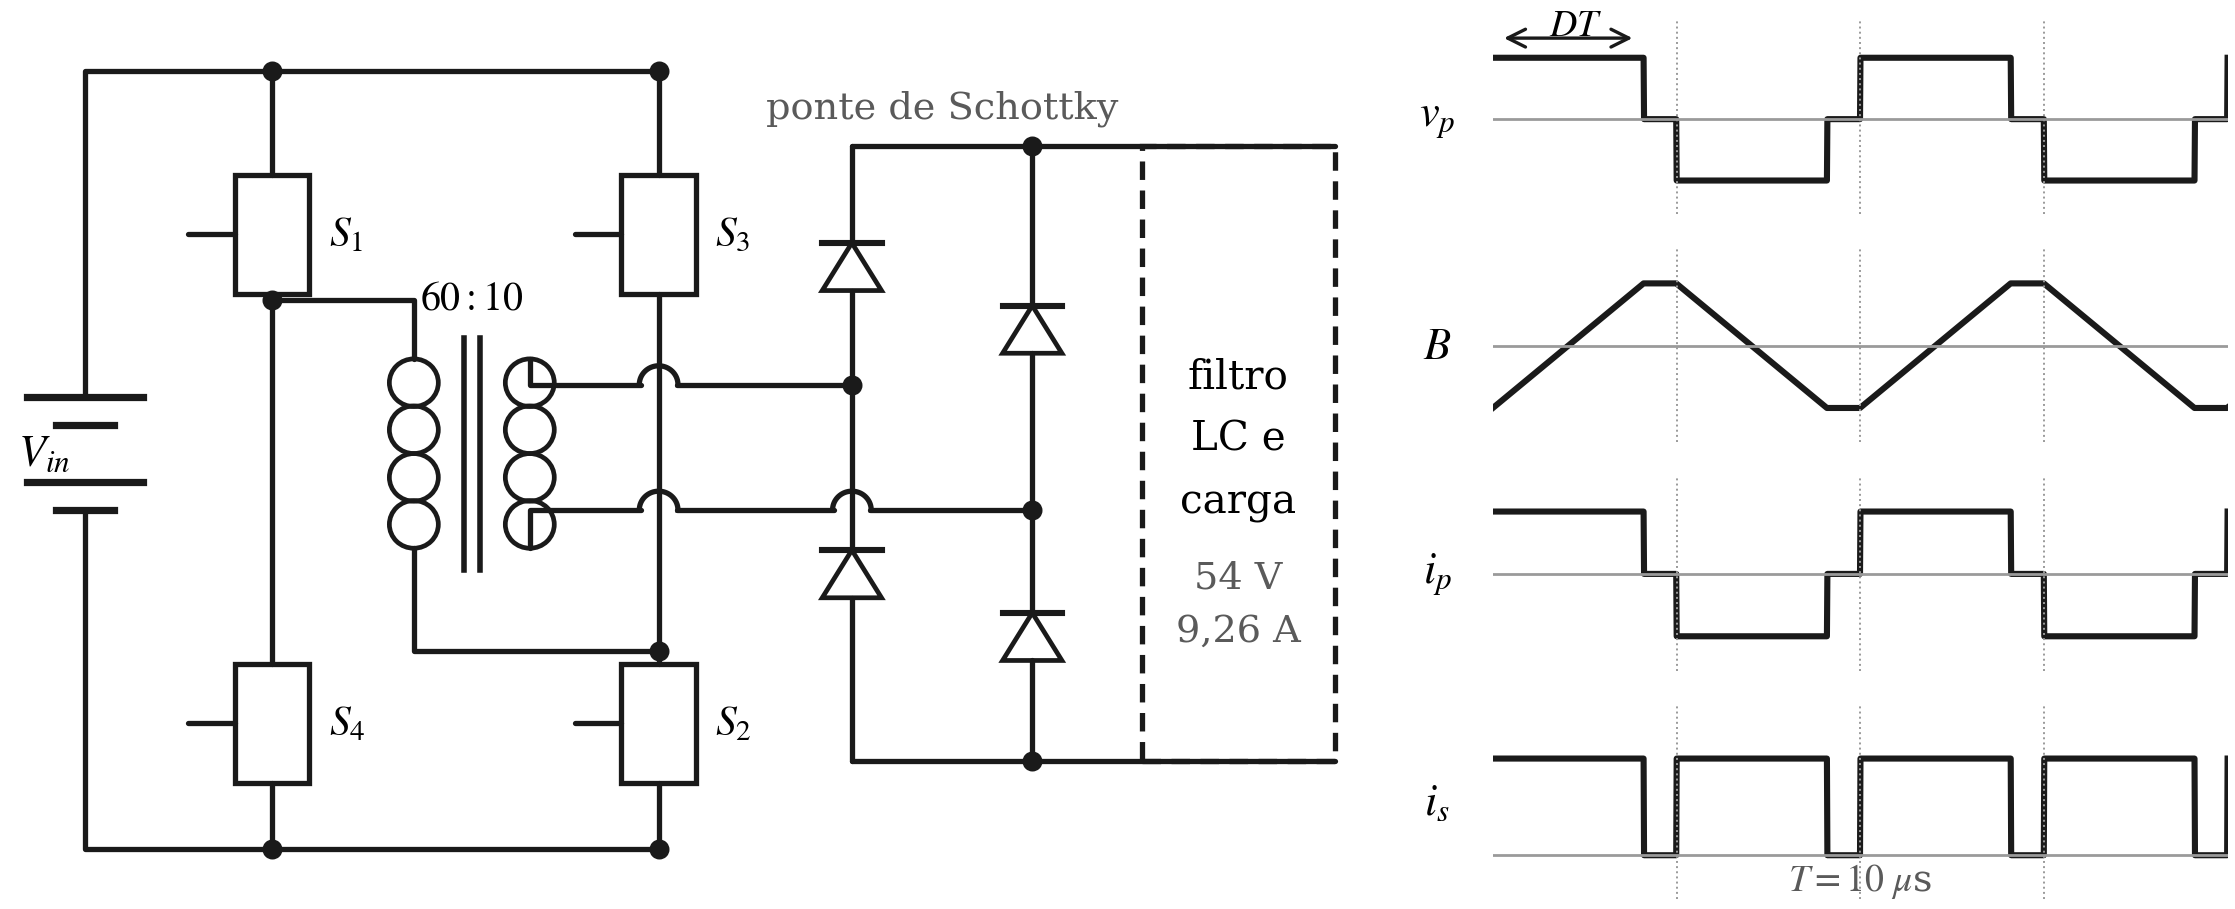 ponte de Schottky
S1
S3
60 : 10
Vin
S4
S2
filtro
LC e
carga
54 V
9,26 A
DT
vp
B
ip
is
T = 10 μs